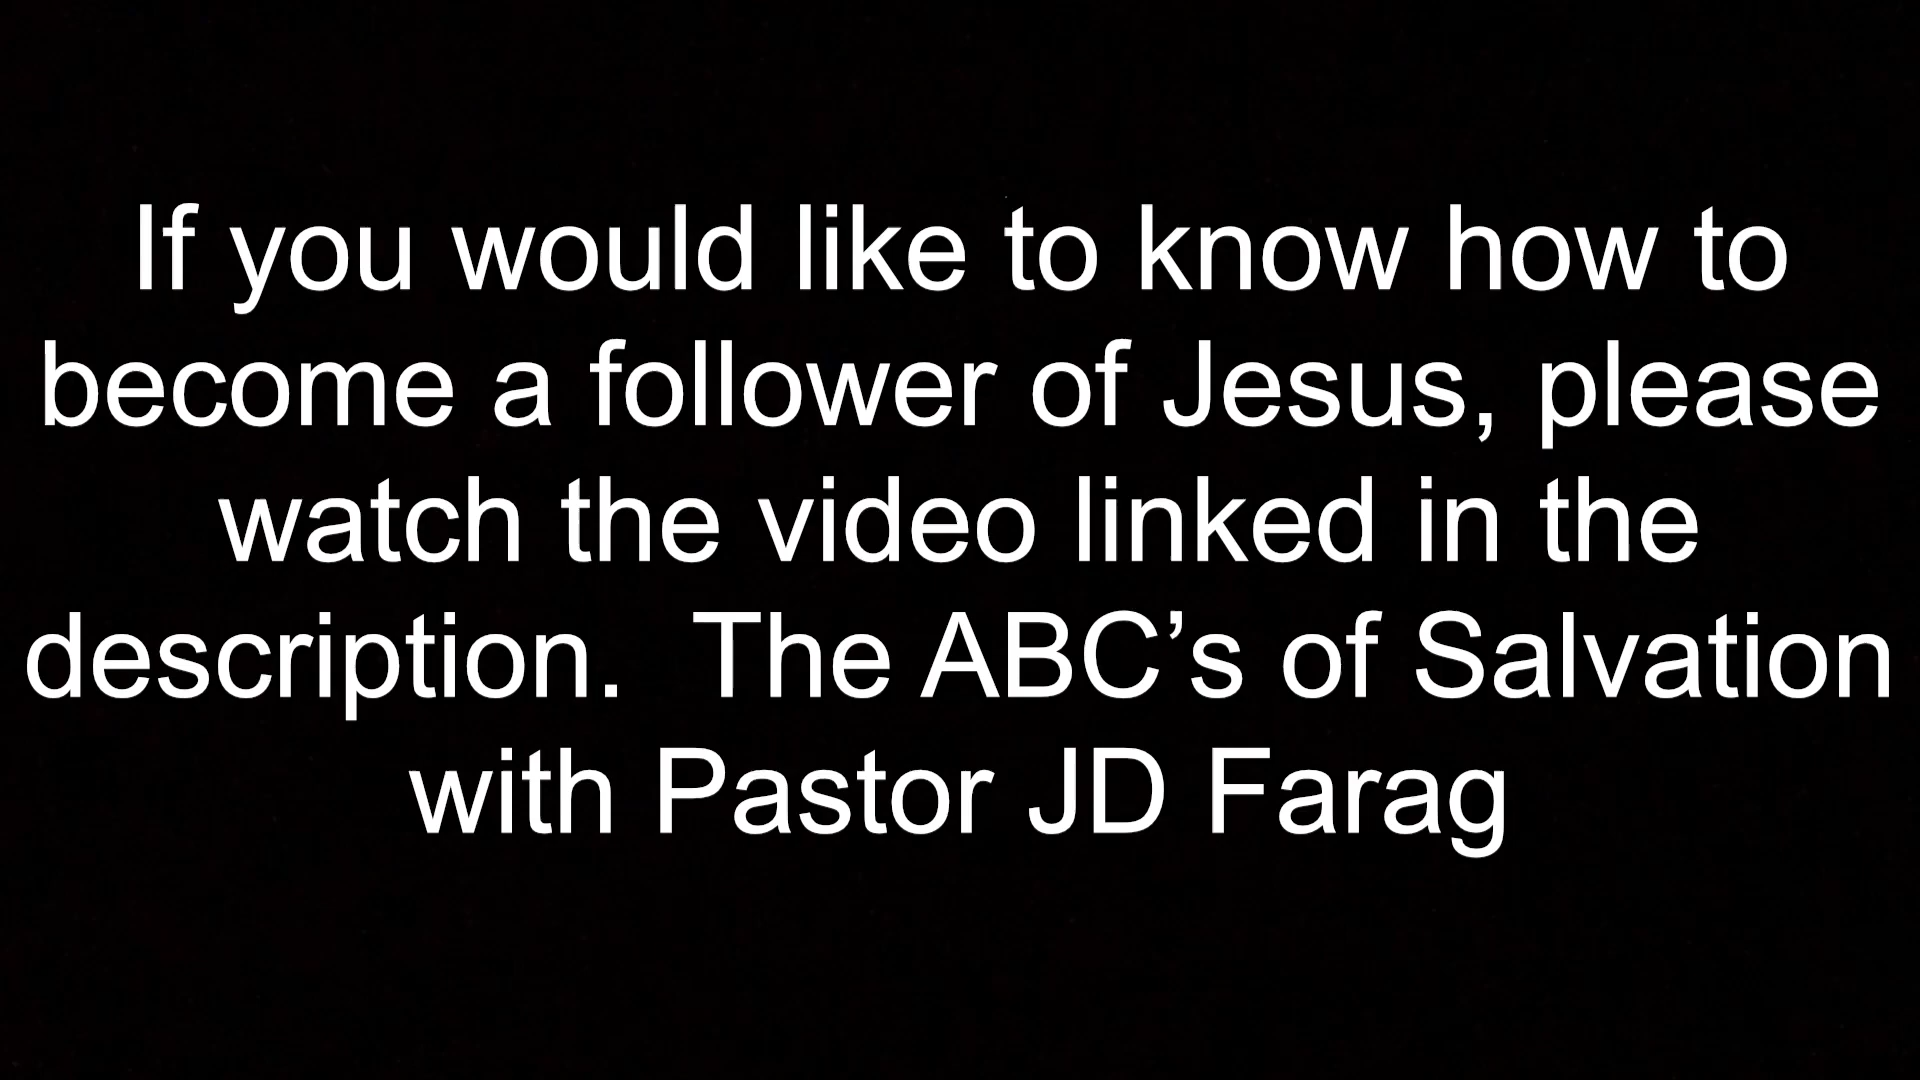 If you would like to know how to
become a follower of Jesus, please
watch the video linked in the
description.  The ABC’s of Salvation
with Pastor JD Farag